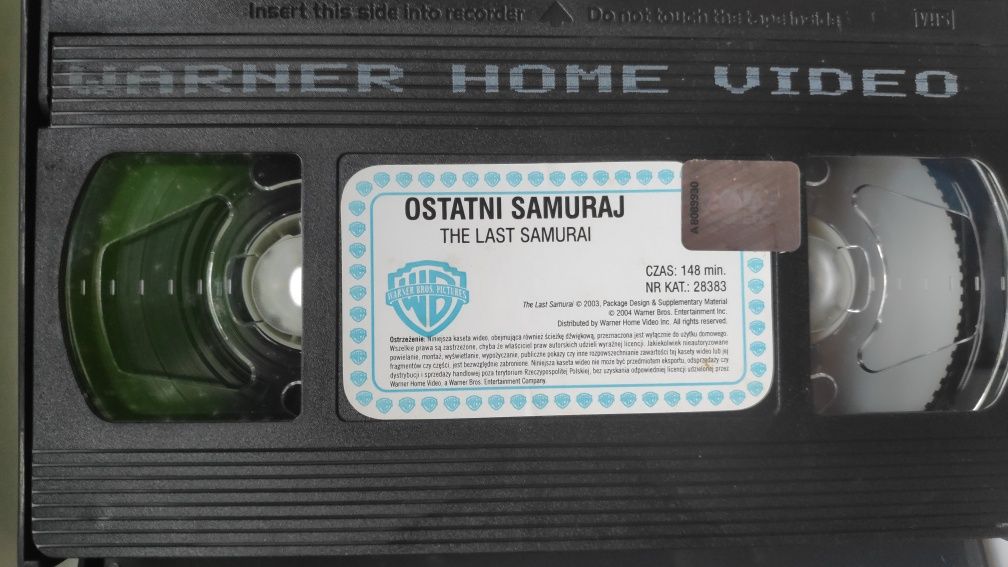 Insert this side into recorder Do not touch the tape inside VHS
WARNER HOME VIDEO
OSTATNI SAMURAJ
THE LAST SAMURAI
A 8089930
WB
WARNER BROS. PICTURES
CZAS: 148 min.
NR KAT.: 28383
The Last Samurai © 2003, Package Design & Supplementary Material
© 2004 Warner Bros. Entertainment Inc.
Distributed by Warner Home Video Inc. All rights reserved.
Ostrzeżenie: Niniejsza kaseta wideo, obejmująca również ścieżkę dźwiękową, przeznaczona jest wyłącznie do użytku domowego.
Wszelkie prawa są zastrzeżone, chyba że właściciel praw autorskich udzieli wyraźnej licencji. Jakiekolwiek nieautoryzowane
powielanie, montaż, wyświetlanie, wypożyczanie, publiczne pokazy czy inne rozpowszechnianie zawartości tej kasety wideo lub jej
fragmentów czy części, jest bezwzględnie zabronione. Niniejsza kaseta wideo nie może być przedmiotem eksportu, odsprzedaży czy
dystrybucji i sprzedaży handlowej poza terytorium Rzeczypospolitej Polskiej, bez uzyskania odpowiedniej licencji udzielonej przez
Warner Home Video, a Warner Bros. Entertainment Company.